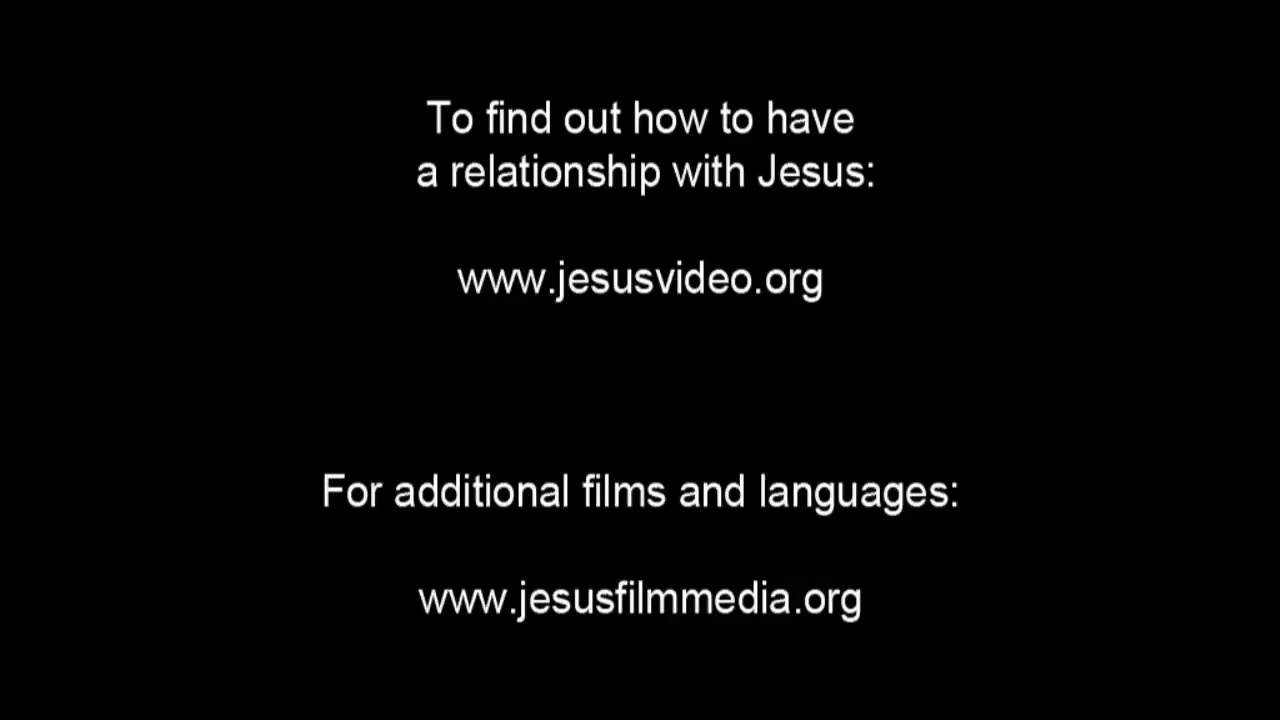 To find out how to have
a relationship with Jesus:
www.jesusvideo.org
For additional films and languages:
www.jesusfilmmedia.org